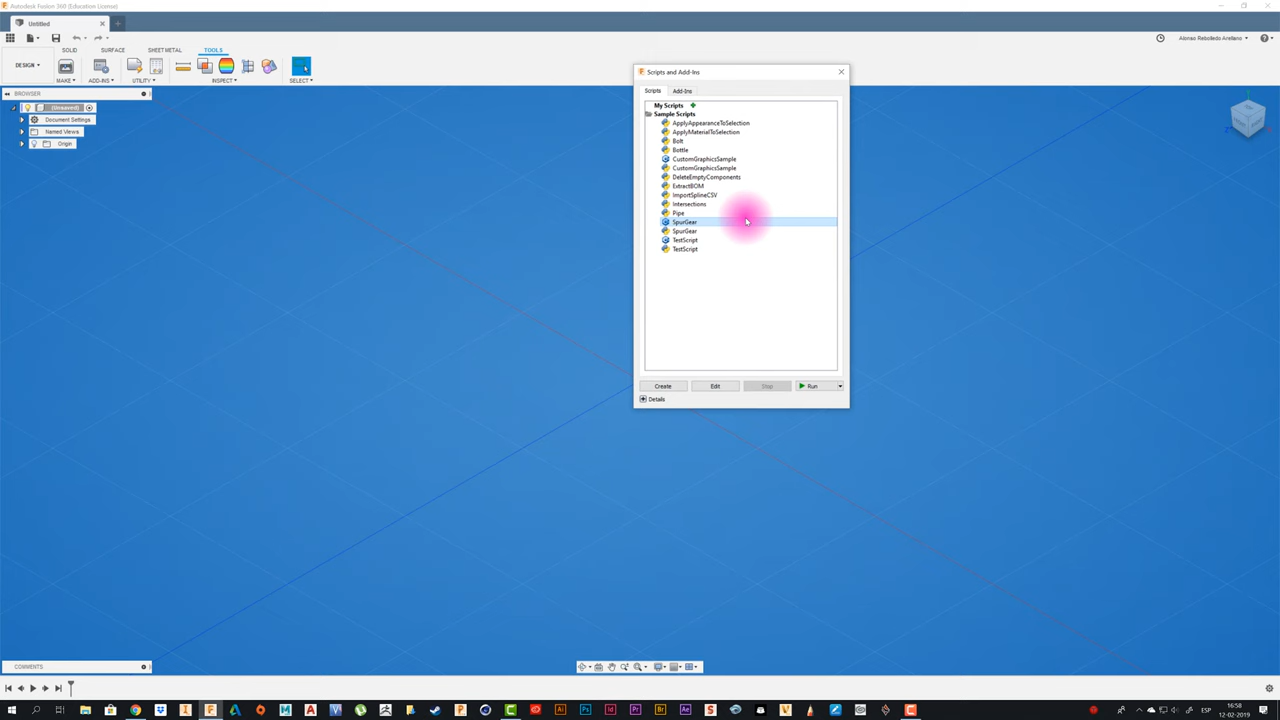 Autodesk Fusion 360 (Education License)
Untitled
Alonso Rebolledo Arellano
SOLID SURFACE SHEET METAL TOOLS
DESIGN
MAKE ADD-INS UTILITY INSPECT SELECT
BROWSER
(Unsaved)
Document Settings
Named Views
Origin
Scripts and Add-Ins
Scripts Add-Ins
My Scripts
Sample Scripts
ApplyAppearanceToSelection
ApplyMaterialToSelection
Bolt
Bottle
CustomGraphicsSample
CustomGraphicsSample
DeleteEmptyComponents
ExtractBOM
ImportSplineCSV
Intersections
Pipe
SpurGear
SpurGear
TestScript
TestScript
Create Edit Stop Run
Details
COMMENTS
ESP
16:58
12-02-2019